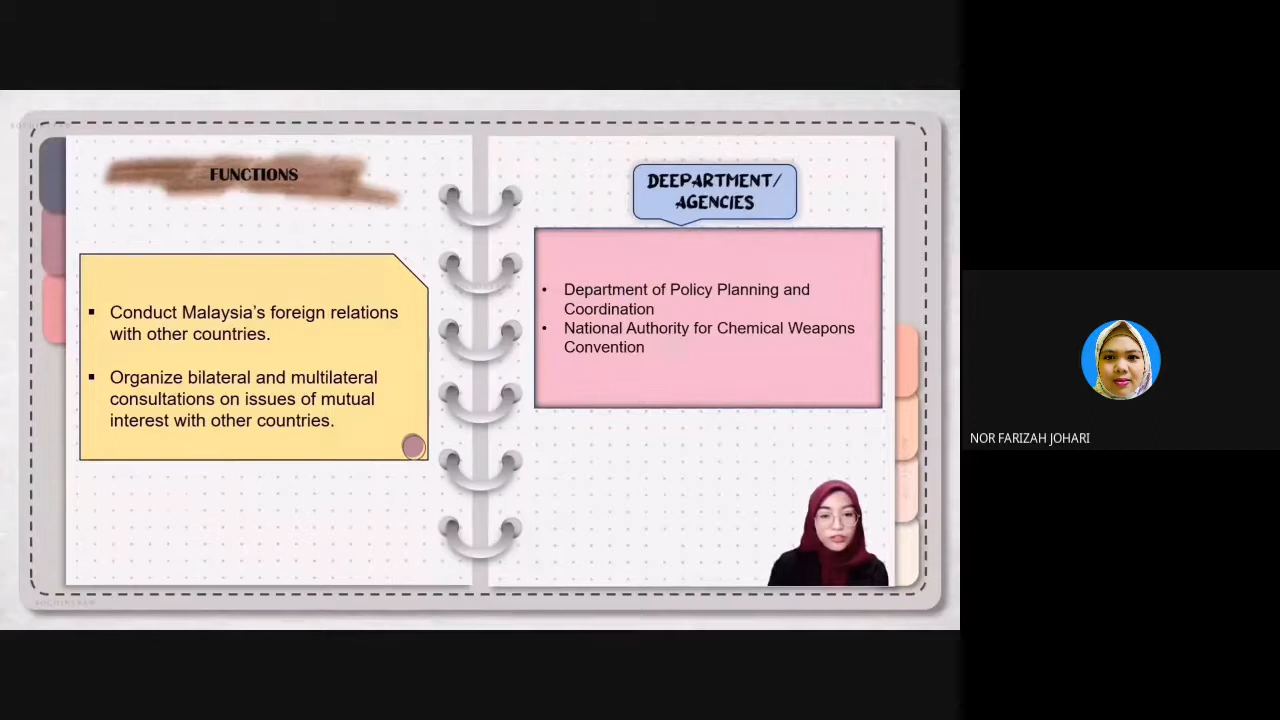 FUNCTIONS
▪ Conduct Malaysia’s foreign relations
with other countries.
▪ Organize bilateral and multilateral
consultations on issues of mutual
interest with other countries.
DEEPARTMENT/
AGENCIES
• Department of Policy Planning and
Coordination
• National Authority for Chemical Weapons
Convention
NOR FARIZAH JOHARI